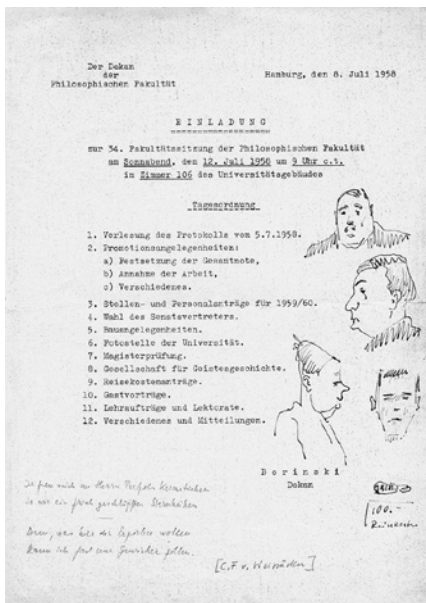 Der Dekan
der
Philosophischen Fakultät
Hamburg, den 8. Juli 1958
EINLADUNG
zur 34. Fakultätssitzung der Philosophischen Fakultät
am Sonnabend, den 12. Juli 1958 um 9 Uhr c.t.
im Zimmer 106 des Universitätsgebäudes
Tagesordnung
1. Verlesung des Protokolls vom 5.7.1958.
2. Promotionsangelegenheiten:
a) Festsetzung der Gesamtnote,
b) Annahme der Arbeit,
c) Verschiedenes.
3. Stellen- und Personalanträge für 1959/60.
4. Wahl des Senatsvertreters.
5. Bauangelegenheiten.
6. Fotostelle der Universität.
7. Magisterprüfung.
8. Gesellschaft für Geistesgeschichte.
9. Reisekostenanträge.
10. Gastvorträge.
11. Lehraufträge und Lektorate.
12. Verschiedenes und Mitteilungen.
Borinski
Dekan
100.-
[C.F v. Weizsäcker]